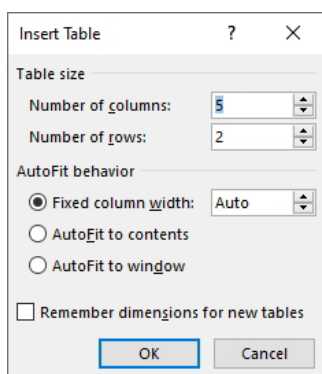 Insert Table ? ×
Table size
Number of columns: 5
Number of rows: 2
AutoFit behavior
Fixed column width: Auto
AutoFit to contents
AutoFit to window
Remember dimensions for new tables
OK Cancel